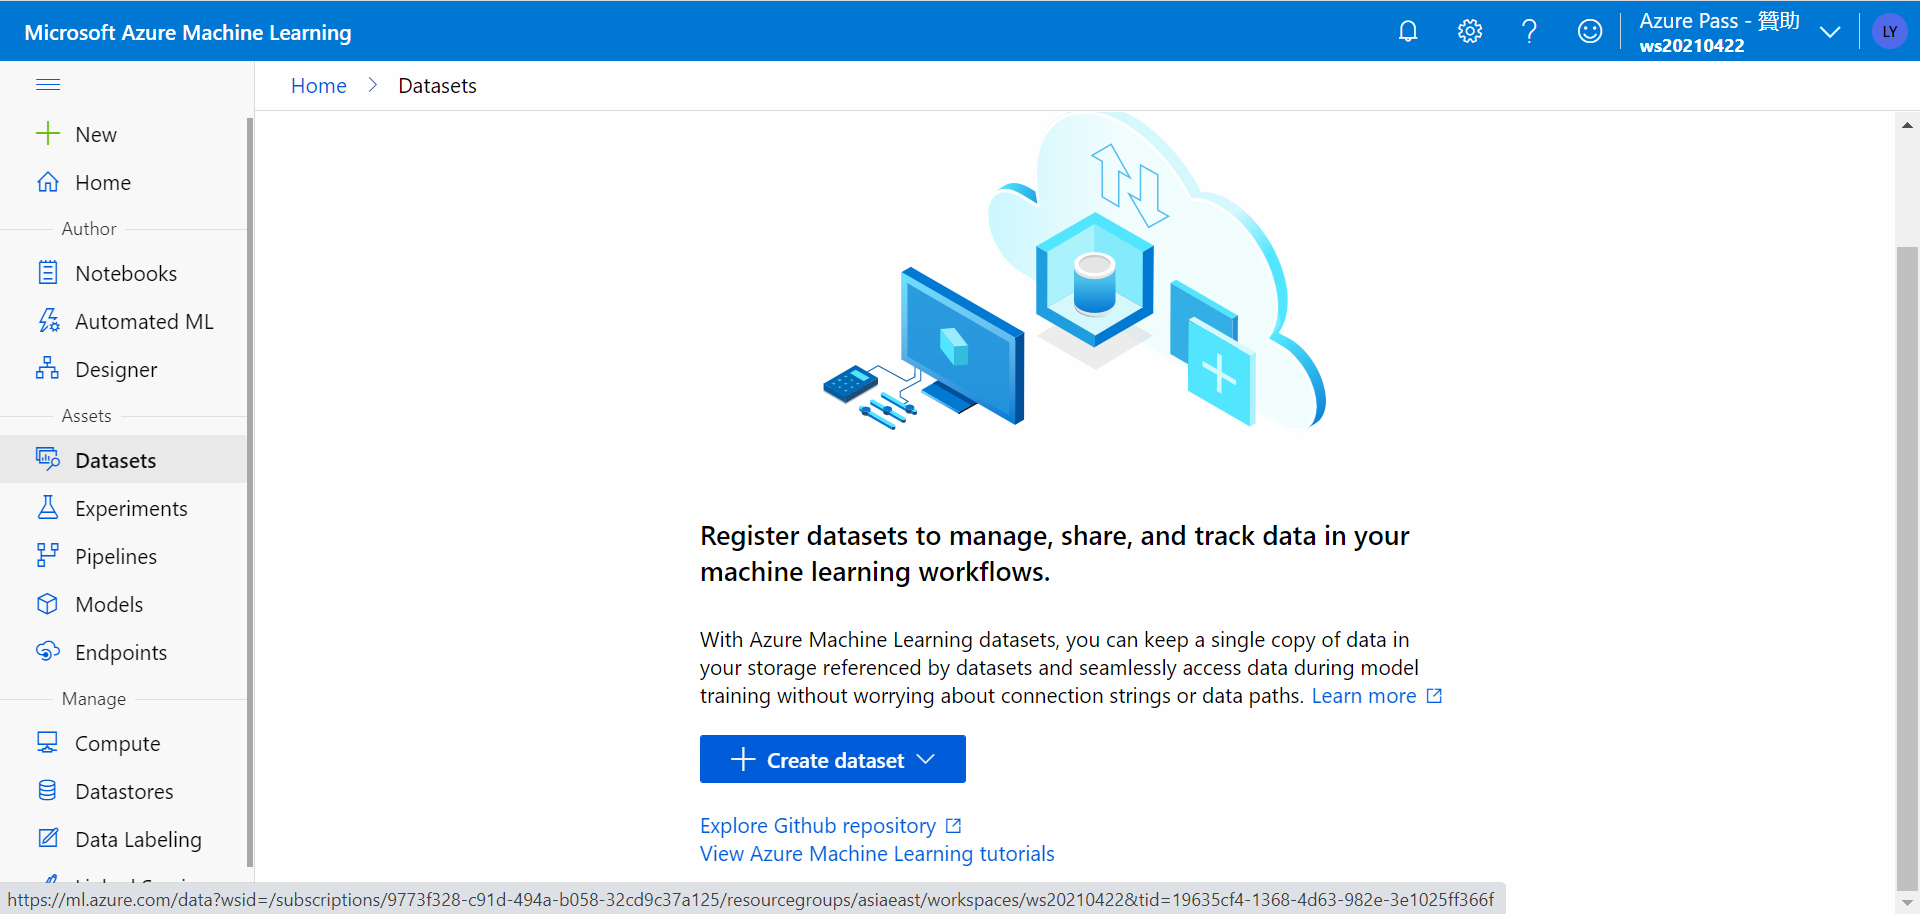 Microsoft Azure Machine Learning
Azure Pass - 贊助
ws20210422
LY
Home > Datasets
New
Home
Author
Notebooks
Automated ML
Designer
Assets
Datasets
Experiments
Pipelines
Models
Endpoints
Manage
Compute
Datastores
Data Labeling
Register datasets to manage, share, and track data in your
machine learning workflows.
With Azure Machine Learning datasets, you can keep a single copy of data in
your storage referenced by datasets and seamlessly access data during model
training without worrying about connection strings or data paths. Learn more
Create dataset
Explore Github repository
View Azure Machine Learning tutorials
https://ml.azure.com/data?wsid=/subscriptions/9773f328-c91d-494a-b058-32cd9c37a125/resourcegroups/asiaeast/workspaces/ws20210422&tid=19635cf4-1368-4d63-982e-3e1025ff366f